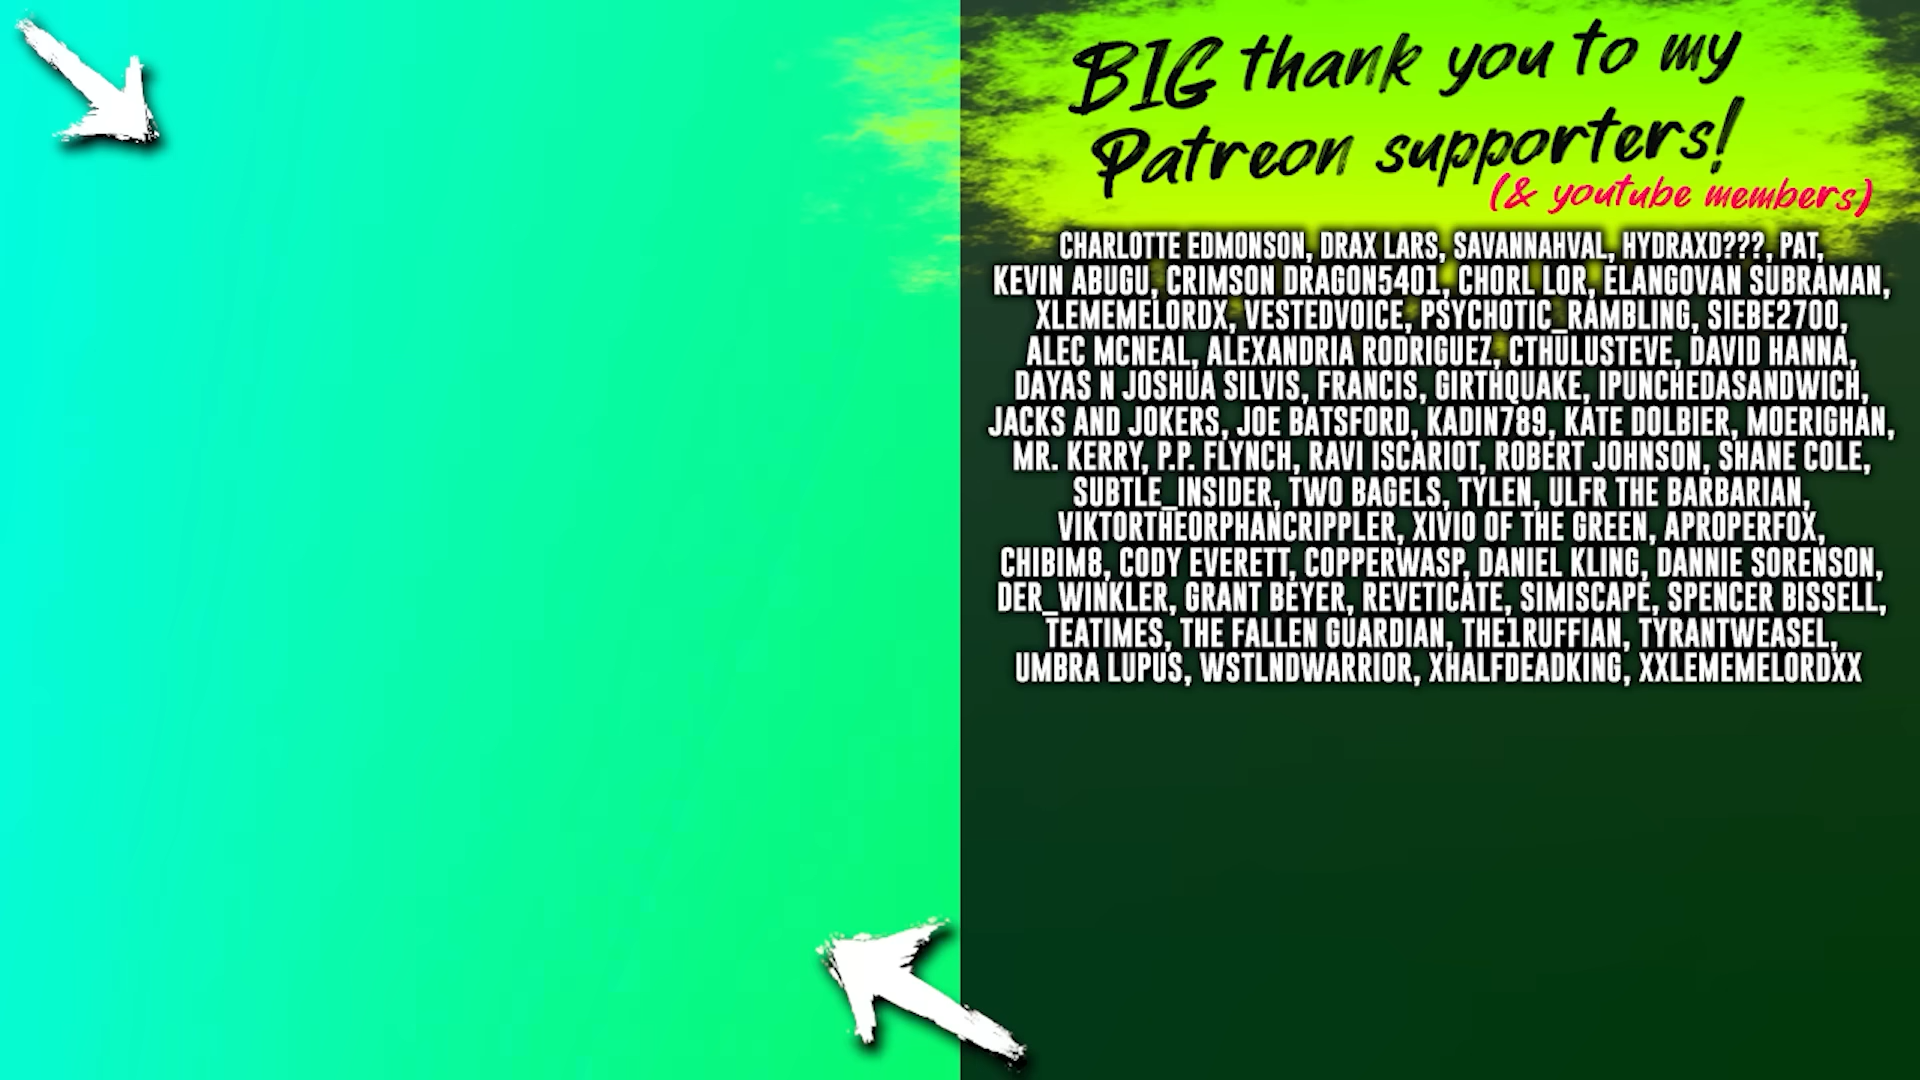 BIG thank you to my
Patreon supporters!
(& youtube members)
CHARLOTTE EDMONSON, DRAX LARS, SAVANNAHVAL, HYDRAXD???, PAT,
KEVIN ABUGU, CRIMSON DRAGON5401, CHORL LOR, ELANGOVAN SUBRAMAN,
XLEMEMELORDX, VESTEDVOICE, PSYCHOTIC_RAMBLING, SIEBE2700,
ALEC MCNEAL, ALEXANDRIA RODRIGUEZ, CTHULUSTEVE, DAVID HANNA,
DAYAS N JOSHUA SILVIS, FRANCIS, GIRTHQUAKE, IPUNCHEDASANDWICH,
JACKS AND JOKERS, JOE BATSFORD, KADIN789, KATE DOLBIER, MOERIGHAN,
MR. KERRY, P.P. FLYNCH, RAVI ISCARIOT, ROBERT JOHNSON, SHANE COLE,
SUBTLE_INSIDER, TWO BAGELS, TYLEN, ULFR THE BARBARIAN,
VIKTORTHEORPHANCRIPPLER, XIVIO OF THE GREEN, APROPERFOX,
CHIBIM8, CODY EVERETT, COPPERWASP, DANIEL KLING, DANNIE SORENSON,
DER_WINKLER, GRANT BEYER, REVETICATE, SIMISCAPE, SPENCER BISSELL,
TEATIMES, THE FALLEN GUARDIAN, THE1RUFFIAN, TYRANTWEASEL,
UMBRA LUPUS, WSTLNDWARRIOR, XHALFDEADKING, XXLEMEMELORDXX